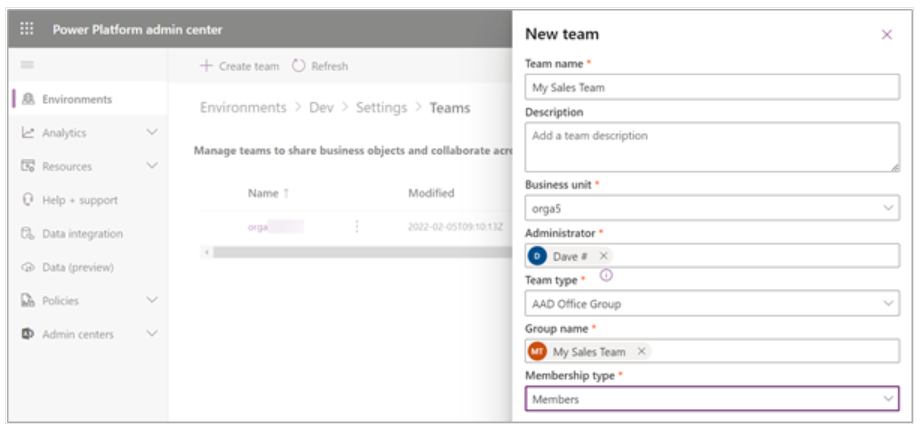 Power Platform admin center
Environments
Analytics
Resources
Help + support
Data integration
Data (preview)
Policies
Admin centers
Create team Refresh
Environments > Dev > Settings > Teams
Manage teams to share business objects and collaborate acro
Name ↑ Modified
orga 2022-02-05T09:10:13Z
New team
Team name *
My Sales Team
Description
Add a team description
Business unit *
orga5
Administrator *
D Dave #
Team type *
AAD Office Group
Group name *
MT My Sales Team
Membership type *
Members